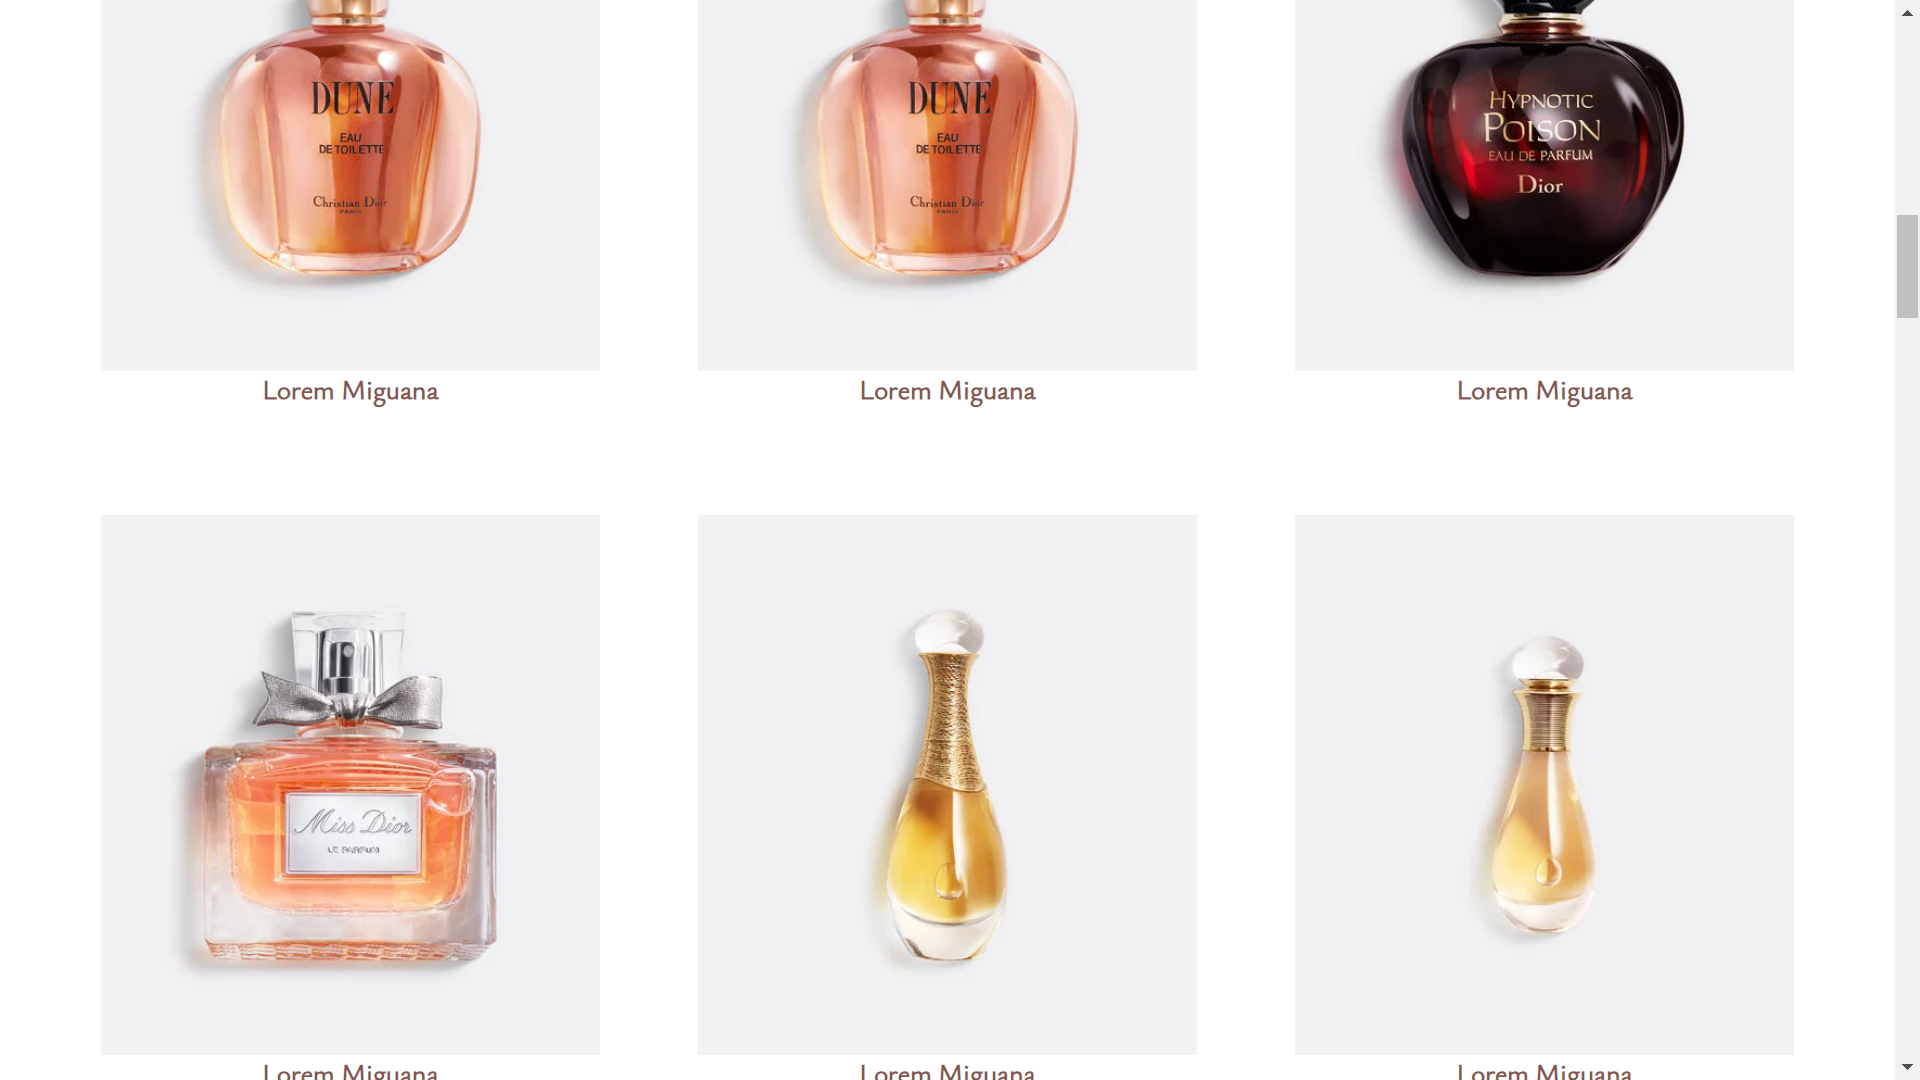 DUNE
EAU
DE TOILETTE
Christian Dior
PARIS
DUNE
EAU
DE TOILETTE
Christian Dior
PARIS
HYPNOTIC
POISON
EAU DE PARFUM
Dior
Lorem Miguana
Lorem Miguana
Lorem Miguana
Miss Dior
LE PARFUM
Lorem Miguana
Lorem Miguana
Lorem Miguana